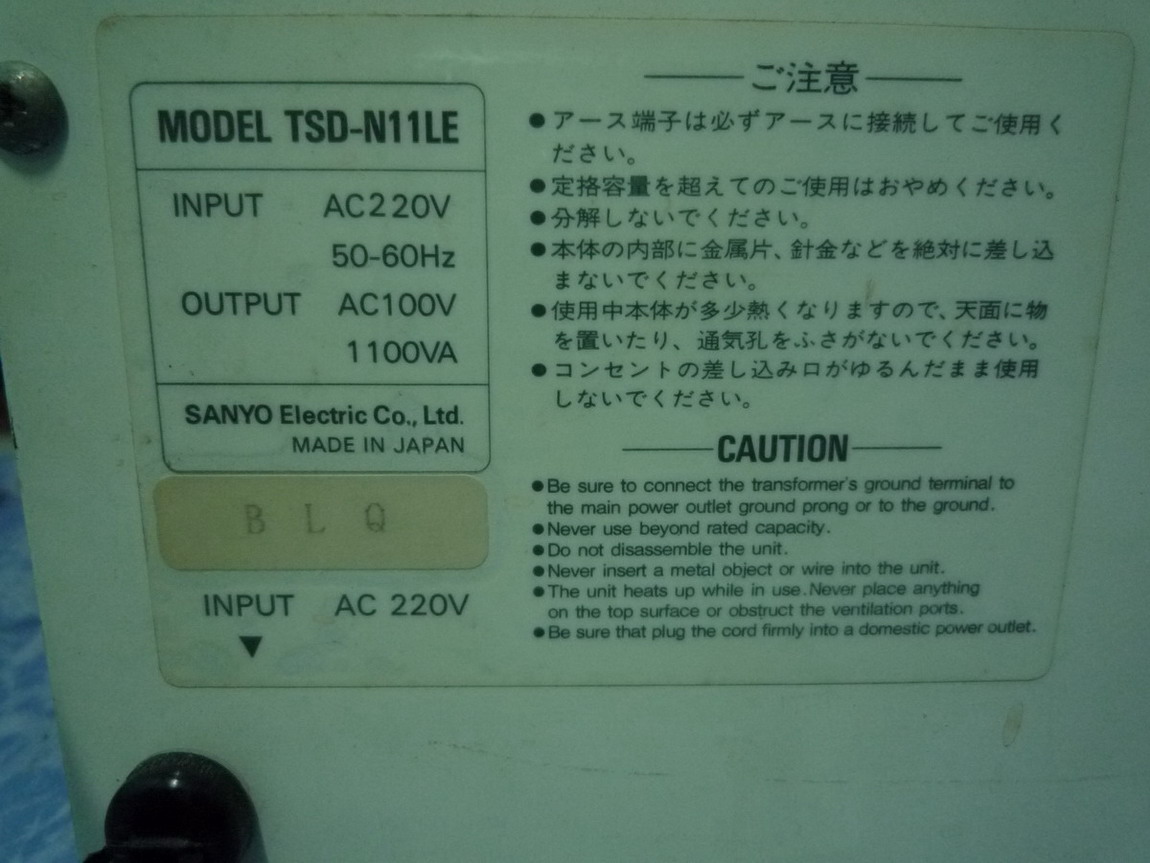 MODEL TSD-N11LE
INPUT AC220V
50-60Hz
OUTPUT AC100V
1100VA
SANYO Electric Co., Ltd.
MADE IN JAPAN
B L Q
INPUT AC 220V
▼
ご注意
●アース端子は必ずアースに接続してご使用く
ださい。
●定格容量を超えてのご使用はおやめください。
●分解しないでください。
●本体の内部に金属片、針金などを絶対に差し込
まないでください。
●使用中本体が多少熱くなりますので、天面に物
を置いたり、通気孔をふさがないでください。
●コンセントの差し込み口がゆるんだまま使用
しないでください。
CAUTION
●Be sure to connect the transformer's ground terminal to
the main power outlet ground prong or to the ground.
●Never use beyond rated capacity.
●Do not disassemble the unit.
●Never insert a metal object or wire into the unit.
●The unit heats up while in use. Never place anything
on the top surface or obstruct the ventilation ports.
●Be sure that plug the cord firmly into a domestic power outlet.